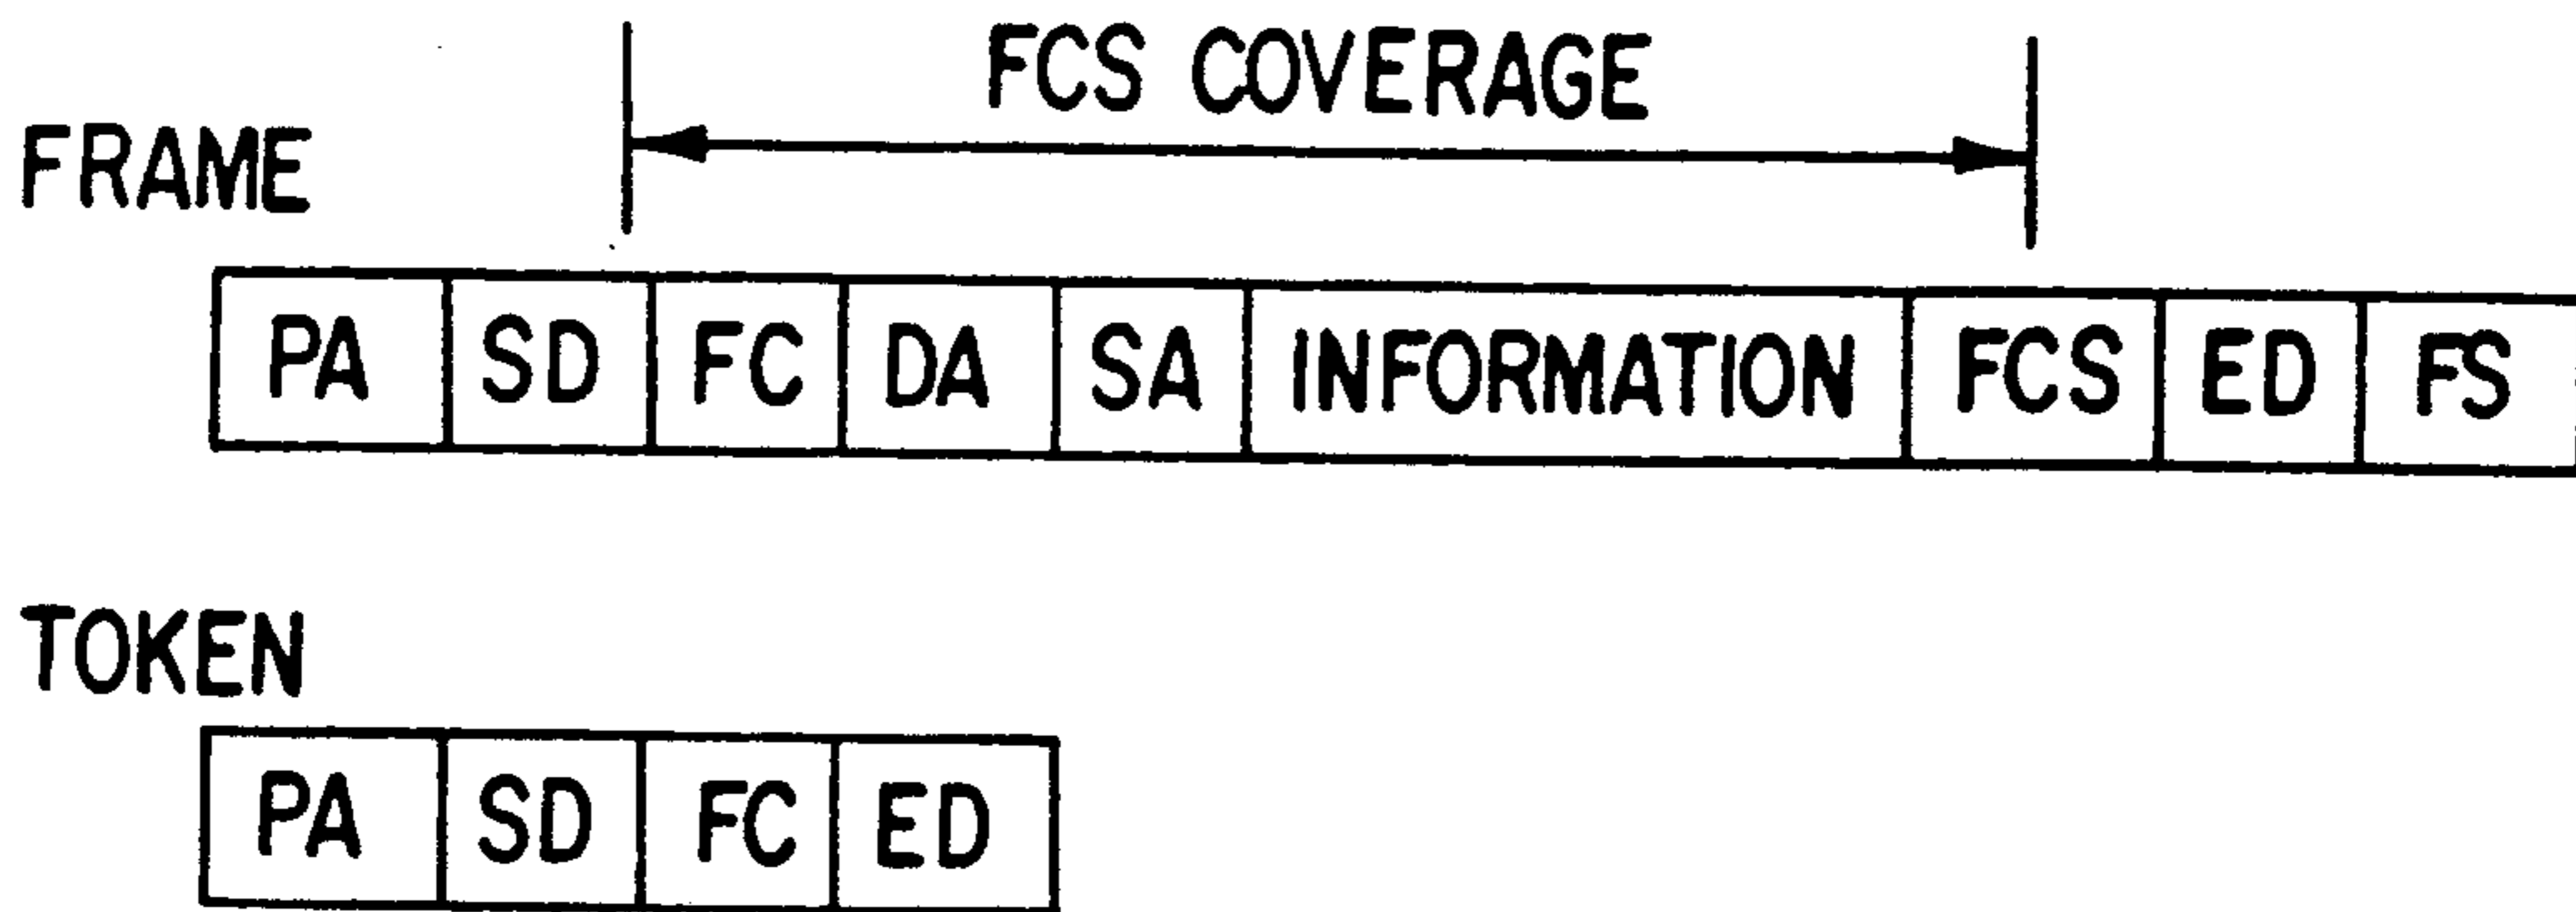 FCS COVERAGE
FRAME
PA SD FC DA SA INFORMATION FCS ED FS
TOKEN
PA SD FC ED